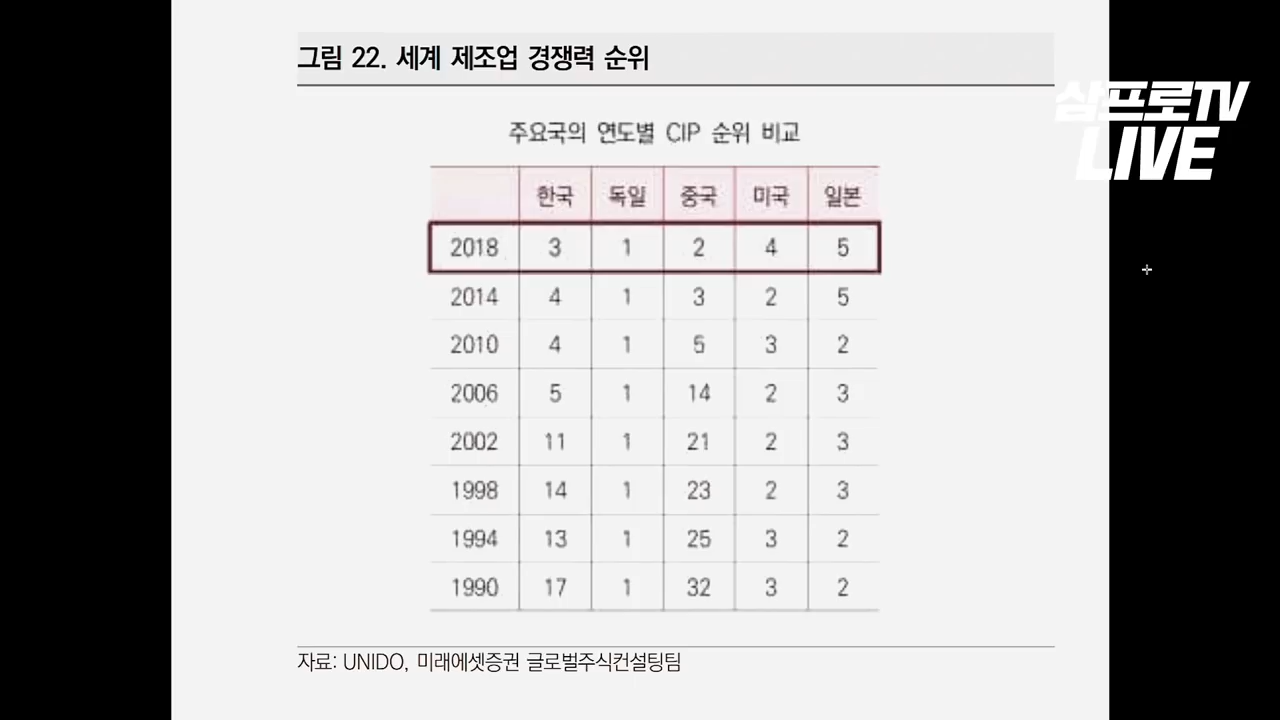 그림 22. 세계 제조업 경쟁력 순위
삼프로TV
LIVE
주요국의 연도별 CIP 순위 비교
한국 독일 중국 미국 일본
2018 3 1 2 4 5
2014 4 1 3 2 5
2010 4 1 5 3 2
2006 5 1 14 2 3
2002 11 1 21 2 3
1998 14 1 23 2 3
1994 13 1 25 3 2
1990 17 1 32 3 2
자료: UNIDO, 미래에셋증권 글로벌주식컨설팅팀